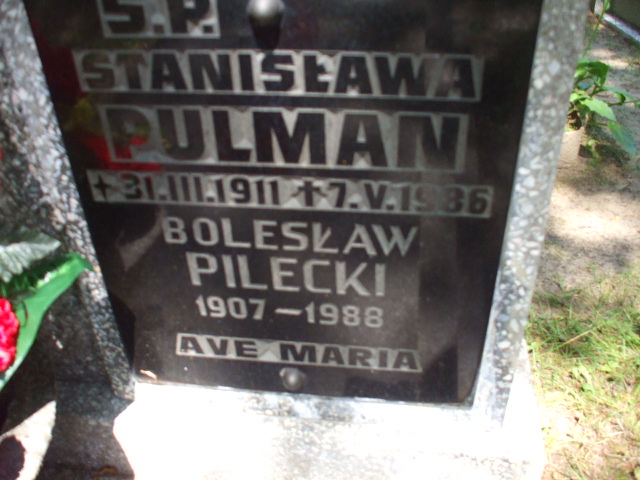 Ś.P.
STANISŁAWA
PULMAN
* 31.III.1911 ✝ 7.V.1986
BOLESŁAW
PILECKI
1907-1988
AVE MARIA